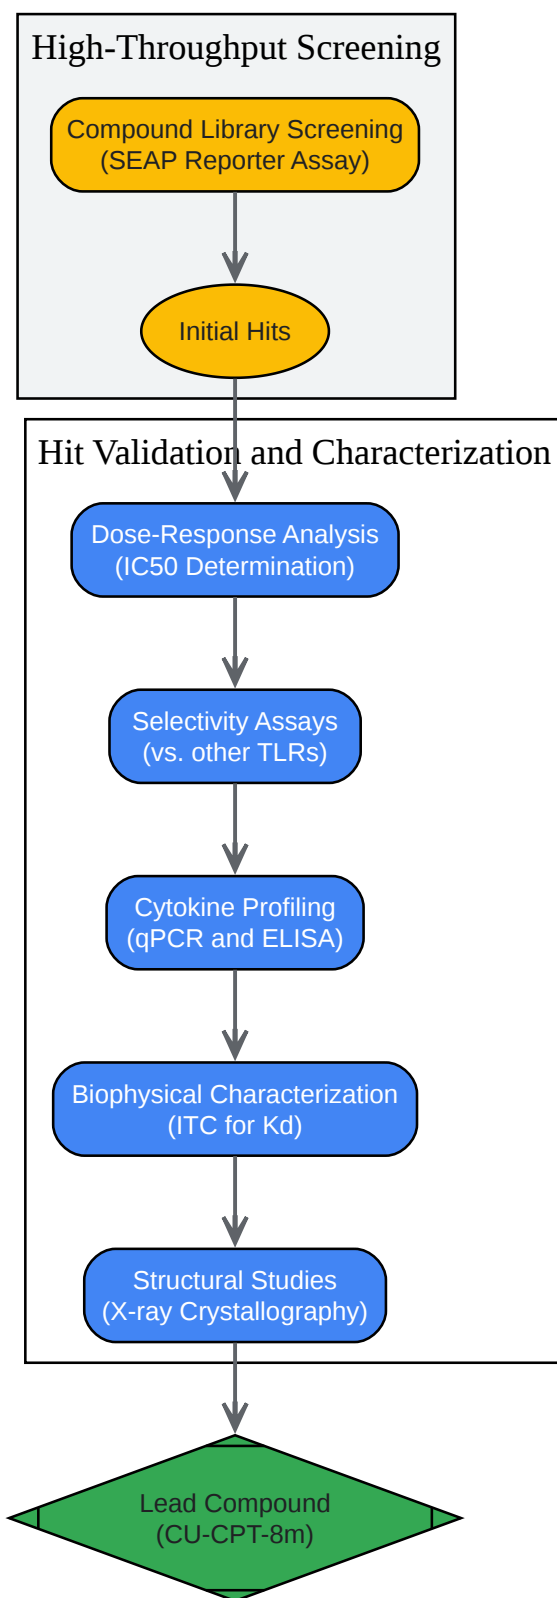 High-Throughput Screening
Compound Library Screening
(SEAP Reporter Assay)
Initial Hits
Hit Validation and Characterization
Dose-Response Analysis
(IC50 Determination)
Selectivity Assays
(vs. other TLRs)
Cytokine Profiling
(qPCR and ELISA)
Biophysical Characterization
(ITC for Kd)
Structural Studies
(X-ray Crystallography)
Lead Compound
(CU-CPT-8m)